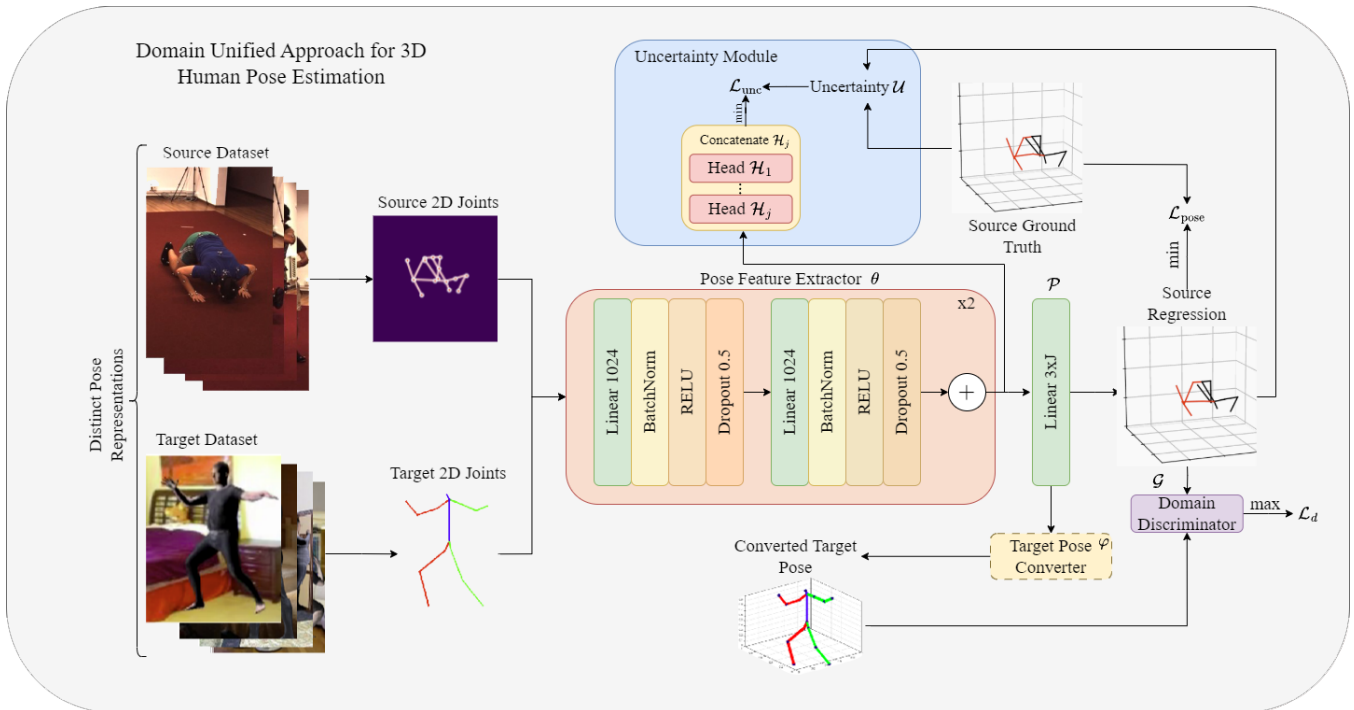 Domain Unified Approach for 3D
Human Pose Estimation
Distinct Pose
Representations
Source Dataset
Source 2D Joints
Target Dataset
Target 2D Joints
Uncertainty Module
ℒunc
Uncertainty 𝒰
min
Concatenate ℋj
Head ℋ1
Head ℋj
Source Ground
Truth
ℒpose
min
Source
Regression
Pose Feature Extractor θ
x2
Linear 1024
BatchNorm
RELU
Dropout 0.5
Linear 1024
BatchNorm
RELU
Dropout 0.5
+
𝒫
Linear 3xJ
𝒢
Domain
Discriminator
max
ℒd
Target Pose φ
Converter
Converted Target
Pose